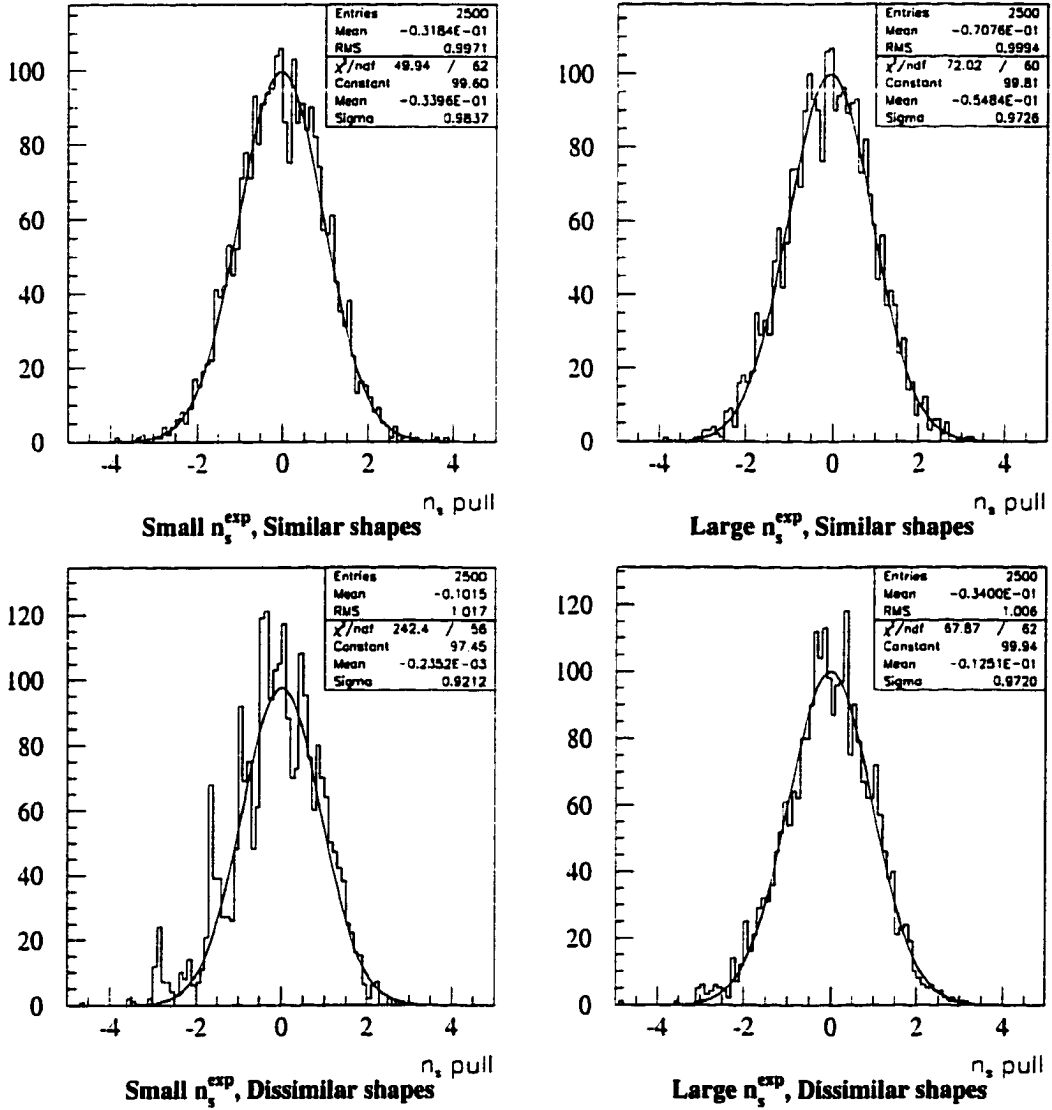 Entries 2500
Mean -0.3184E-01
RMS 0.9971
χ²/ndf 49.94 / 62
Constant 99.60
Mean -0.3396E-01
Sigma 0.9837
100
80
60
40
20
0
-4 -2 0 2 4
n_s pull
Small n_s^exp, Similar shapes
Entries 2500
Mean -0.7076E-01
RMS 0.9994
χ²/ndf 72.02 / 60
Constant 99.81
Mean -0.5484E-01
Sigma 0.9726
100
80
60
40
20
0
-4 -2 0 2 4
n_s pull
Large n_s^exp, Similar shapes
Entries 2500
Mean -0.1015
RMS 1.017
χ²/ndf 242.4 / 56
Constant 97.45
Mean -0.2352E-03
Sigma 0.9212
120
100
80
60
40
20
0
-4 -2 0 2 4
n_s pull
Small n_s^exp, Dissimilar shapes
Entries 2500
Mean -0.3400E-01
RMS 1.006
χ²/ndf 67.87 / 62
Constant 99.94
Mean -0.1251E-01
Sigma 0.9720
120
100
80
60
40
20
0
-4 -2 0 2 4
n_s pull
Large n_s^exp, Dissimilar shapes